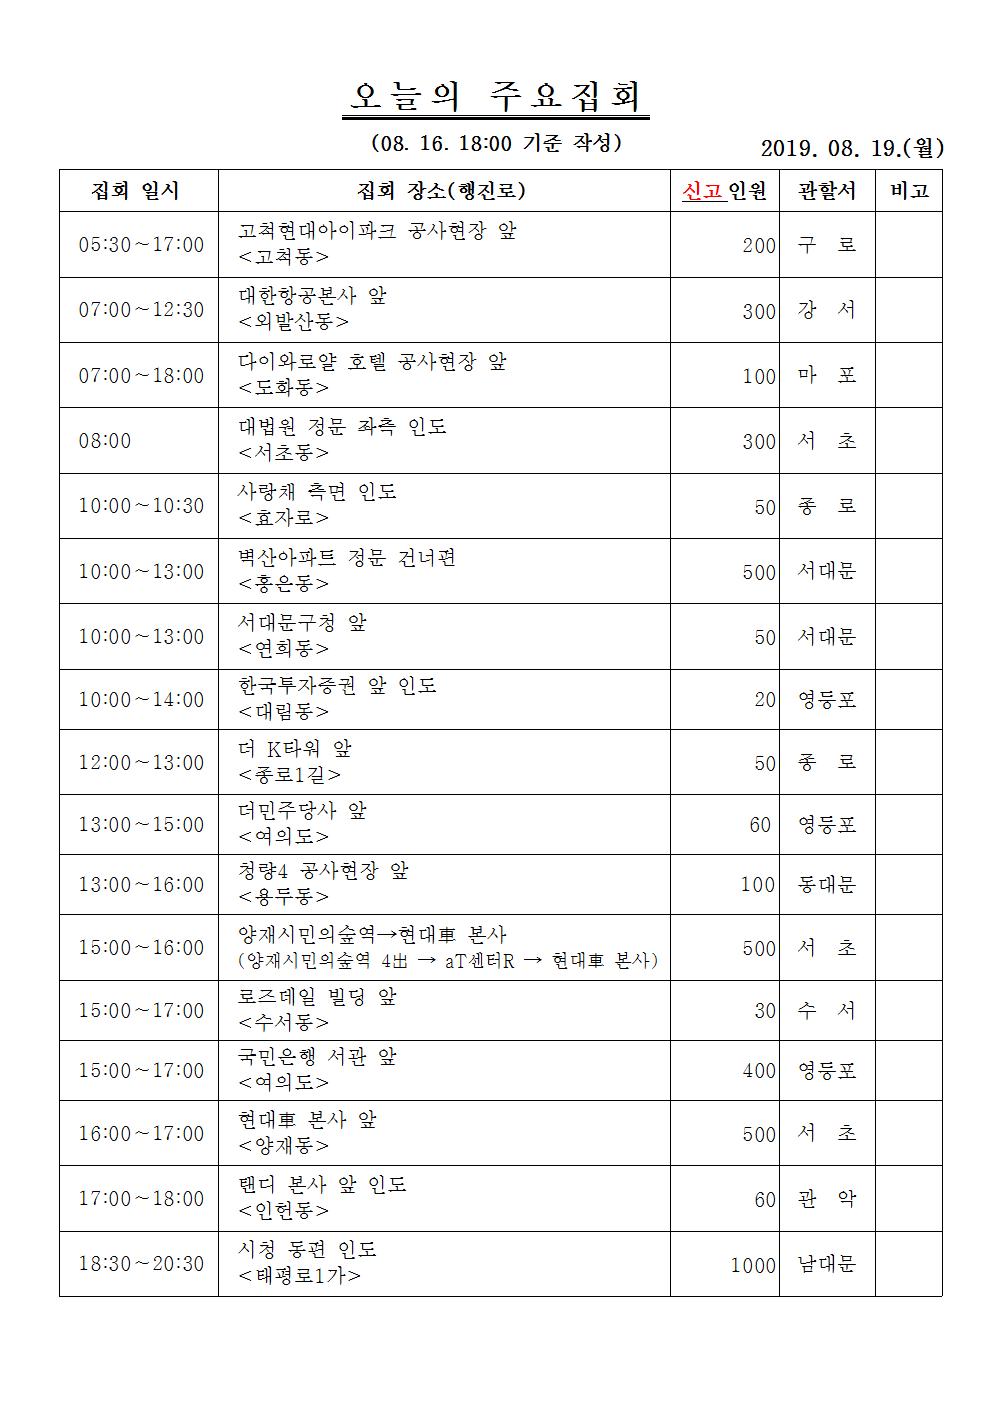 오늘의 주요집회
(08. 16. 18:00 기준 작성)
2019. 08. 19.(월)
집회 일시 집회 장소(행진로) 신고인원 관할서 비고
05:30~17:00 고척현대아이파크 공사현장 앞
<고척동> 200 구 로
07:00~12:30 대한항공본사 앞
<외발산동> 300 강 서
07:00~18:00 다이와로얄 호텔 공사현장 앞
<도화동> 100 마 포
08:00 대법원 정문 좌측 인도
<서초동> 300 서 초
10:00~10:30 사랑채 측면 인도
<효자로> 50 종 로
10:00~13:00 벽산아파트 정문 건너편
<홍은동> 500 서대문
10:00~13:00 서대문구청 앞
<연희동> 50 서대문
10:00~14:00 한국투자증권 앞 인도
<대림동> 20 영등포
12:00~13:00 더 K타워 앞
<종로1길> 50 종 로
13:00~15:00 더민주당사 앞
<여의도> 60 영등포
13:00~16:00 청량4 공사현장 앞
<용두동> 100 동대문
15:00~16:00 양재시민의숲역→현대車 본사
(양재시민의숲역 4出 → aT센터R → 현대車 본사) 500 서 초
15:00~17:00 로즈데일 빌딩 앞
<수서동> 30 수 서
15:00~17:00 국민은행 서관 앞
<여의도> 400 영등포
16:00~17:00 현대車 본사 앞
<양재동> 500 서 초
17:00~18:00 탠디 본사 앞 인도
<인헌동> 60 관 악
18:30~20:30 시청 동편 인도
<태평로1가> 1000 남대문